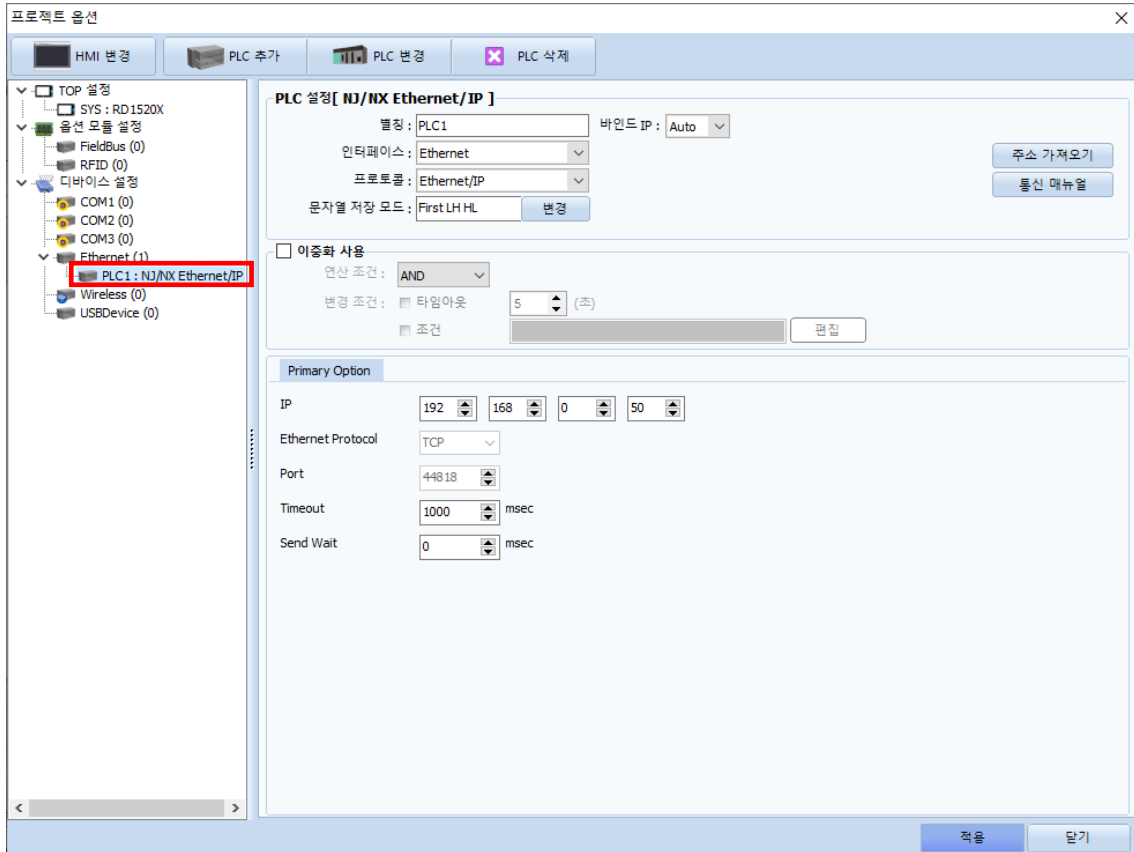 프로젝트 옵션
HMI 변경
PLC 추가
PLC 변경
PLC 삭제
TOP 설정
SYS : RD1520X
옵션 모듈 설정
FieldBus (0)
RFID (0)
디바이스 설정
COM1 (0)
COM2 (0)
COM3 (0)
Ethernet (1)
PLC1 : NJ/NX Ethernet/IP
Wireless (0)
USBDevice (0)
PLC 설정[ NJ/NX Ethernet/IP ]
별칭 : PLC1 바인드 IP : Auto
인터페이스 : Ethernet
주소 가져오기
프로토콜 : Ethernet/IP
통신 매뉴얼
문자열 저장 모드 : First LH HL 변경
이중화 사용
연산 조건 : AND
변경 조건 : 타임아웃 5 (초)
조건 편집
Primary Option
IP 192 168 0 50
Ethernet Protocol TCP
Port 44818
Timeout 1000 msec
Send Wait 0 msec
적용 닫기